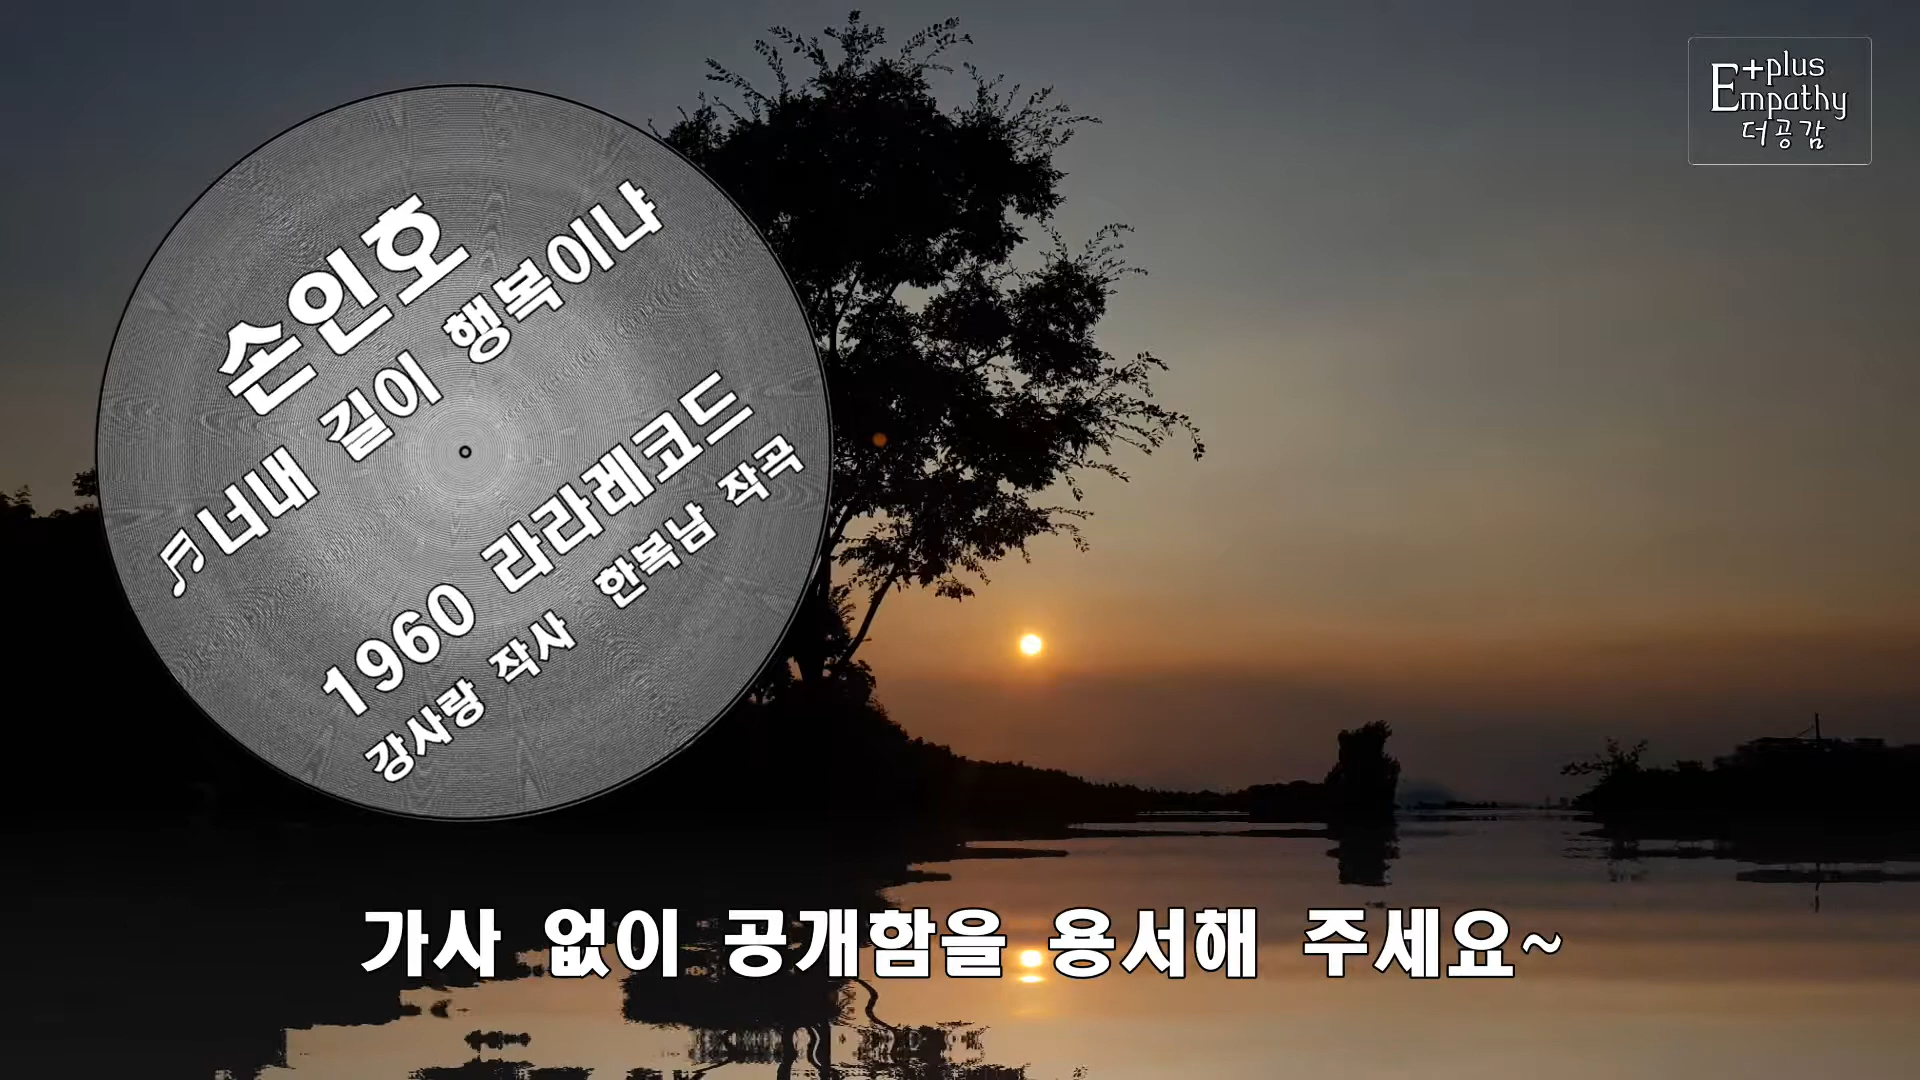 손인호
♬너내 길이 행복이냐
1960 라라레코드
강사랑 작사 한복남 작곡
E+plus
Empathy
더공감
가사 없이 공개함을 용서해 주세요~